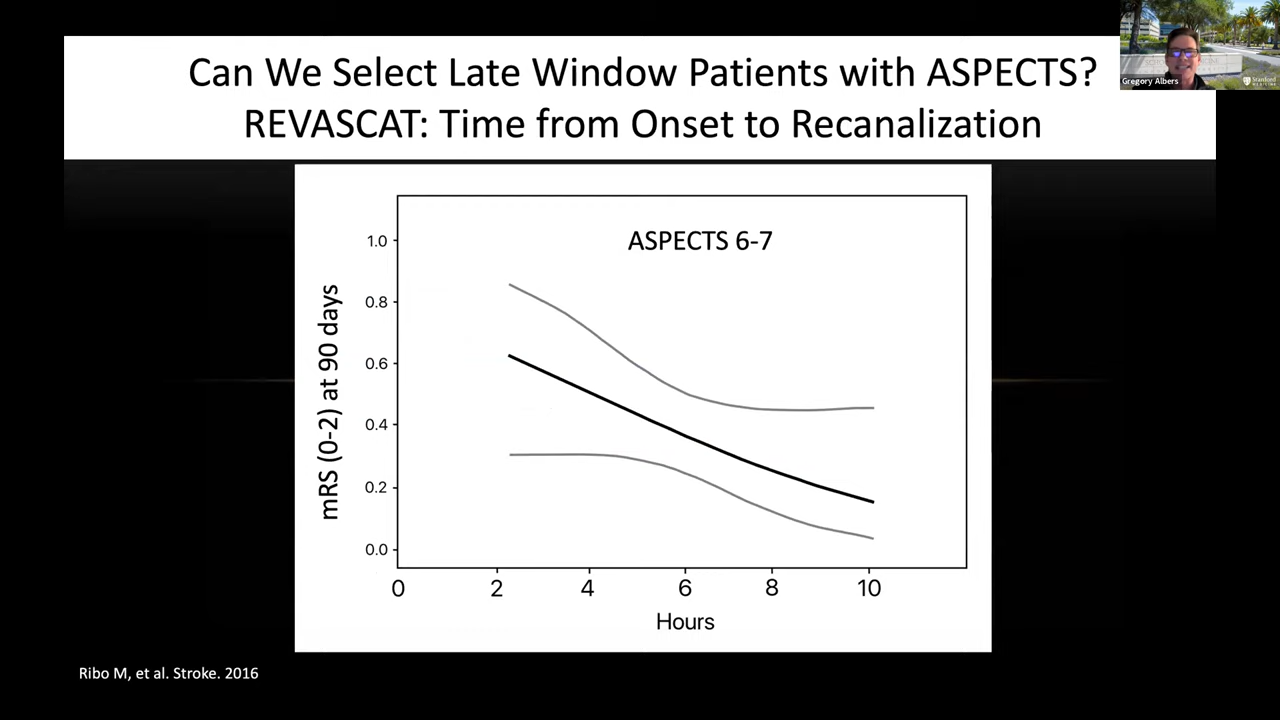 Can We Select Late Window Patients with ASPECTS?
REVASCAT: Time from Onset to Recanalization
Gregory Albers
Stanford
MEDICINE
ASPECTS 6-7
mRS (0-2) at 90 days
1.0
0.8
0.6
0.4
0.2
0.0
0 2 4 6 8 10
Hours
Ribo M, et al. Stroke. 2016